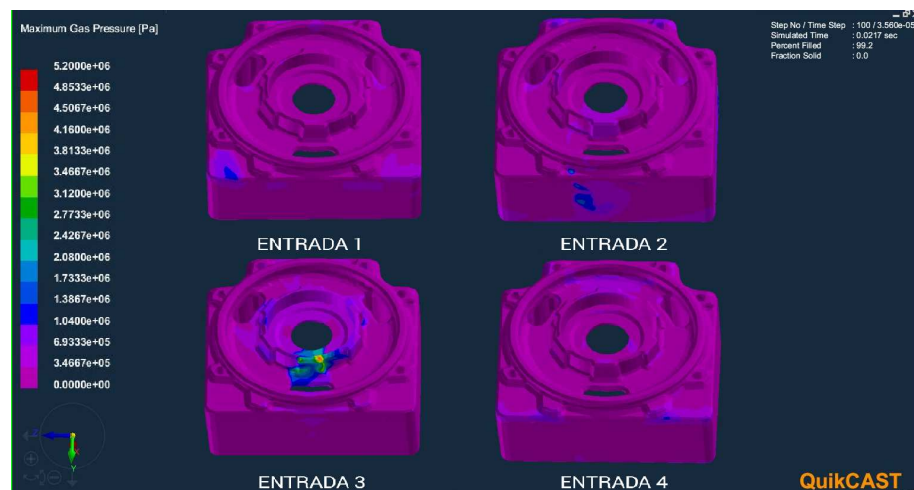 Maximum Gas Pressure [Pa]
5.2000e+06
4.8533e+06
4.5067e+06
4.1600e+06
3.8133e+06
3.4667e+06
3.1200e+06
2.7733e+06
2.4267e+06
2.0800e+06
1.7333e+06
1.3867e+06
1.0400e+06
6.9333e+05
3.4667e+05
0.0000e+00
Step No / Time Step : 100 / 3.560e-05
Simulated Time : 0.0217 sec
Percent Filled : 99.2
Fraction Solid : 0.0
ENTRADA 1
ENTRADA 2
ENTRADA 3
ENTRADA 4
Y
QuikCAST